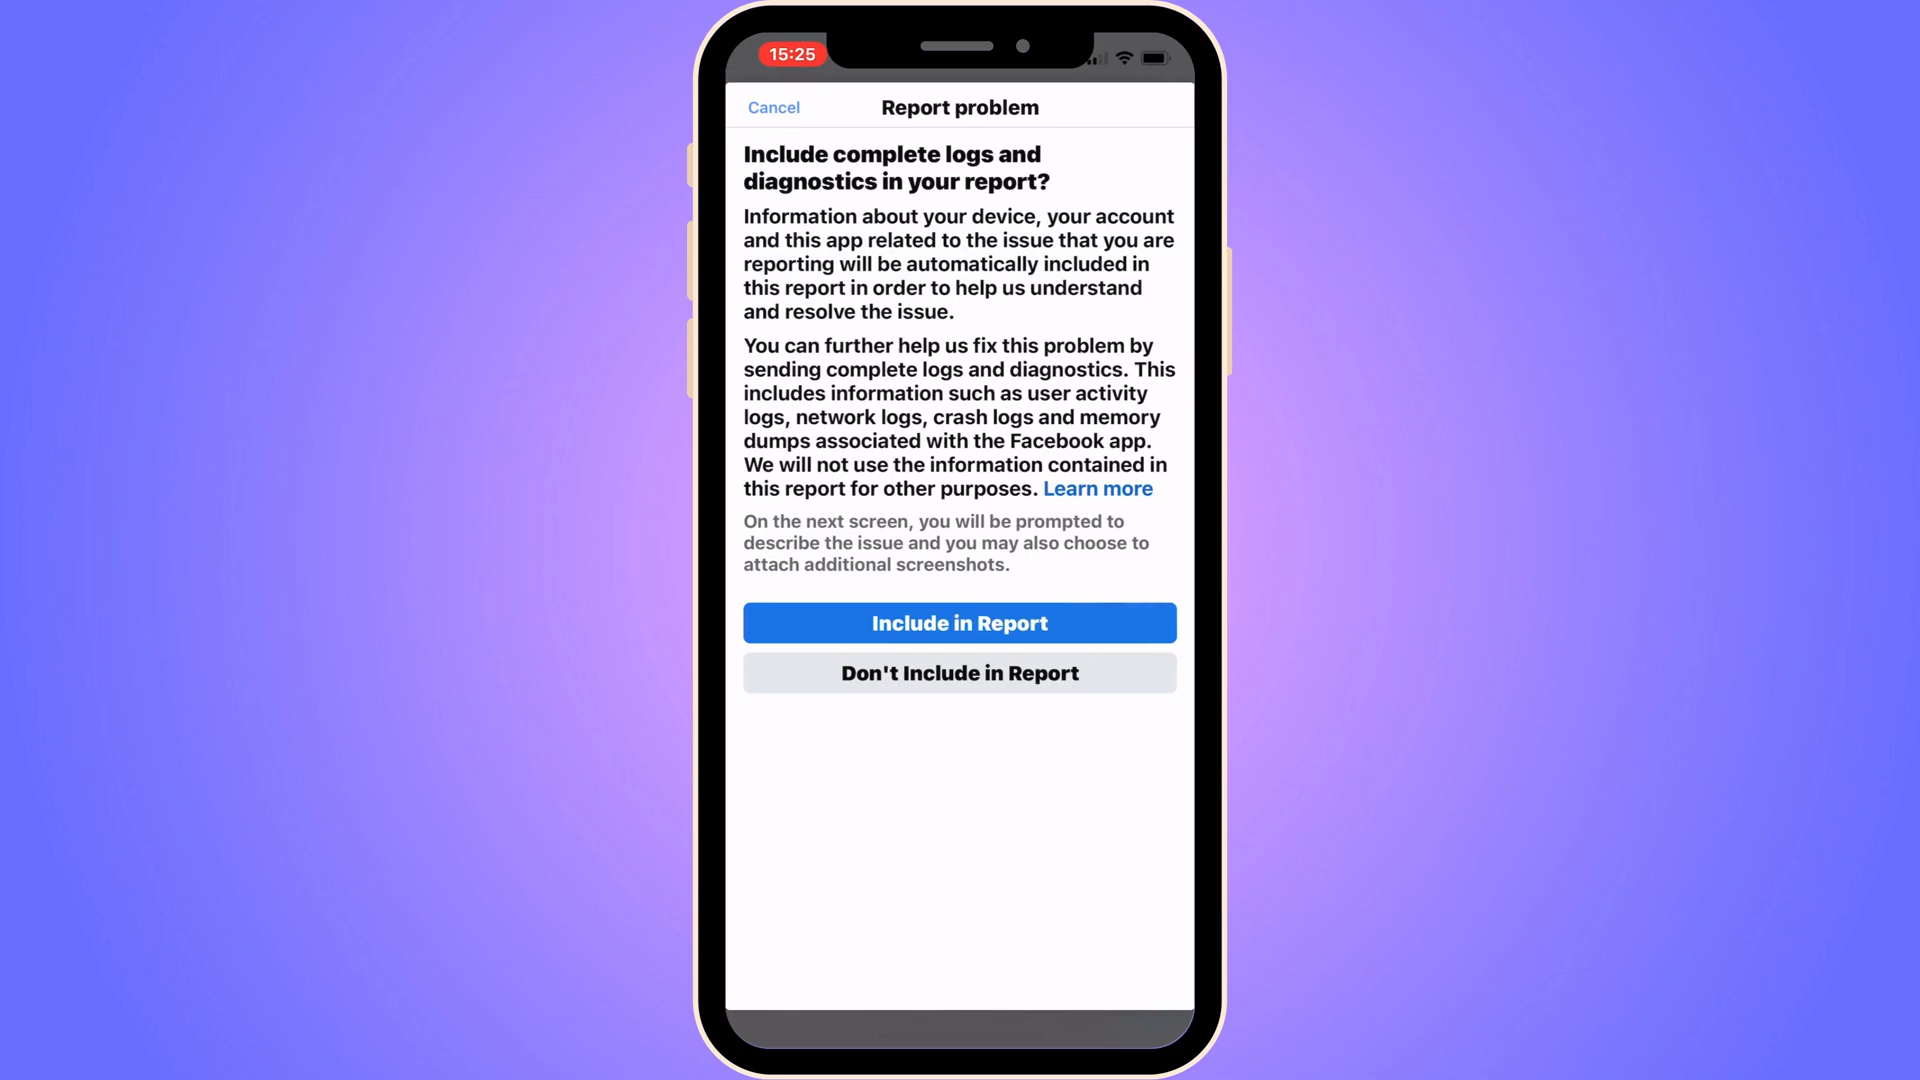 15:25
Cancel
Report problem
Include complete logs and
diagnostics in your report?
Information about your device, your account
and this app related to the issue that you are
reporting will be automatically included in
this report in order to help us understand
and resolve the issue.
You can further help us fix this problem by
sending complete logs and diagnostics. This
includes information such as user activity
logs, network logs, crash logs and memory
dumps associated with the Facebook app.
We will not use the information contained in
this report for other purposes. Learn more
On the next screen, you will be prompted to
describe the issue and you may also choose to
attach additional screenshots.
Include in Report
Don't Include in Report